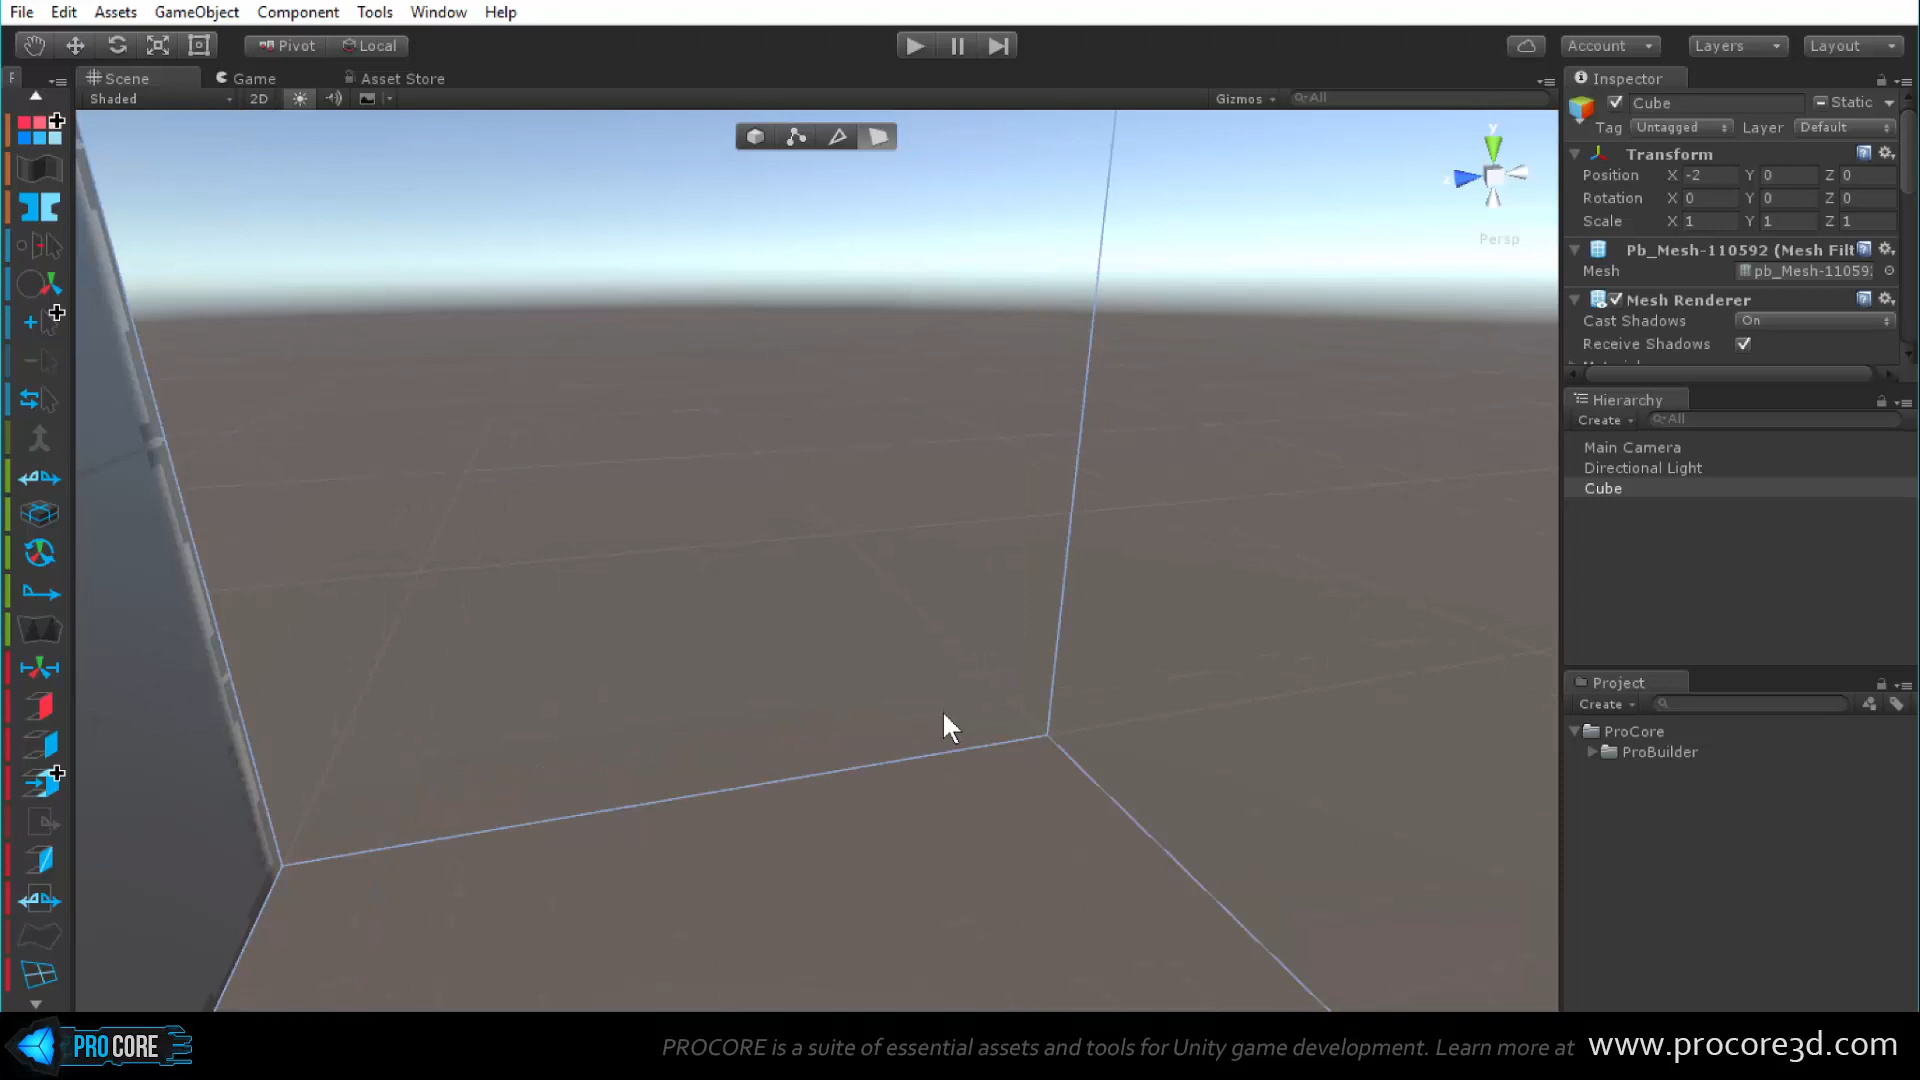 File Edit Assets GameObject Component Tools Window Help
Pivot Local Account Layers Layout
Scene Game Asset Store Inspector
Shaded 2D Gizmos All
Cube Static
Tag Untagged Layer Default
Transform
Position X -2 Y 0 Z 0
Rotation X 0 Y 0 Z 0
Scale X 1 Y 1 Z 1
y
z
Persp
Pb_Mesh-110592 (Mesh Filt
Mesh pb_Mesh-11059
Mesh Renderer
Cast Shadows On
Receive Shadows
Hierarchy
Create All
Main Camera
Directional Light
Cube
Project
Create
ProCore
ProBuilder
PROCORE PROCORE is a suite of essential assets and tools for Unity game development. Learn more at www.procore3d.com